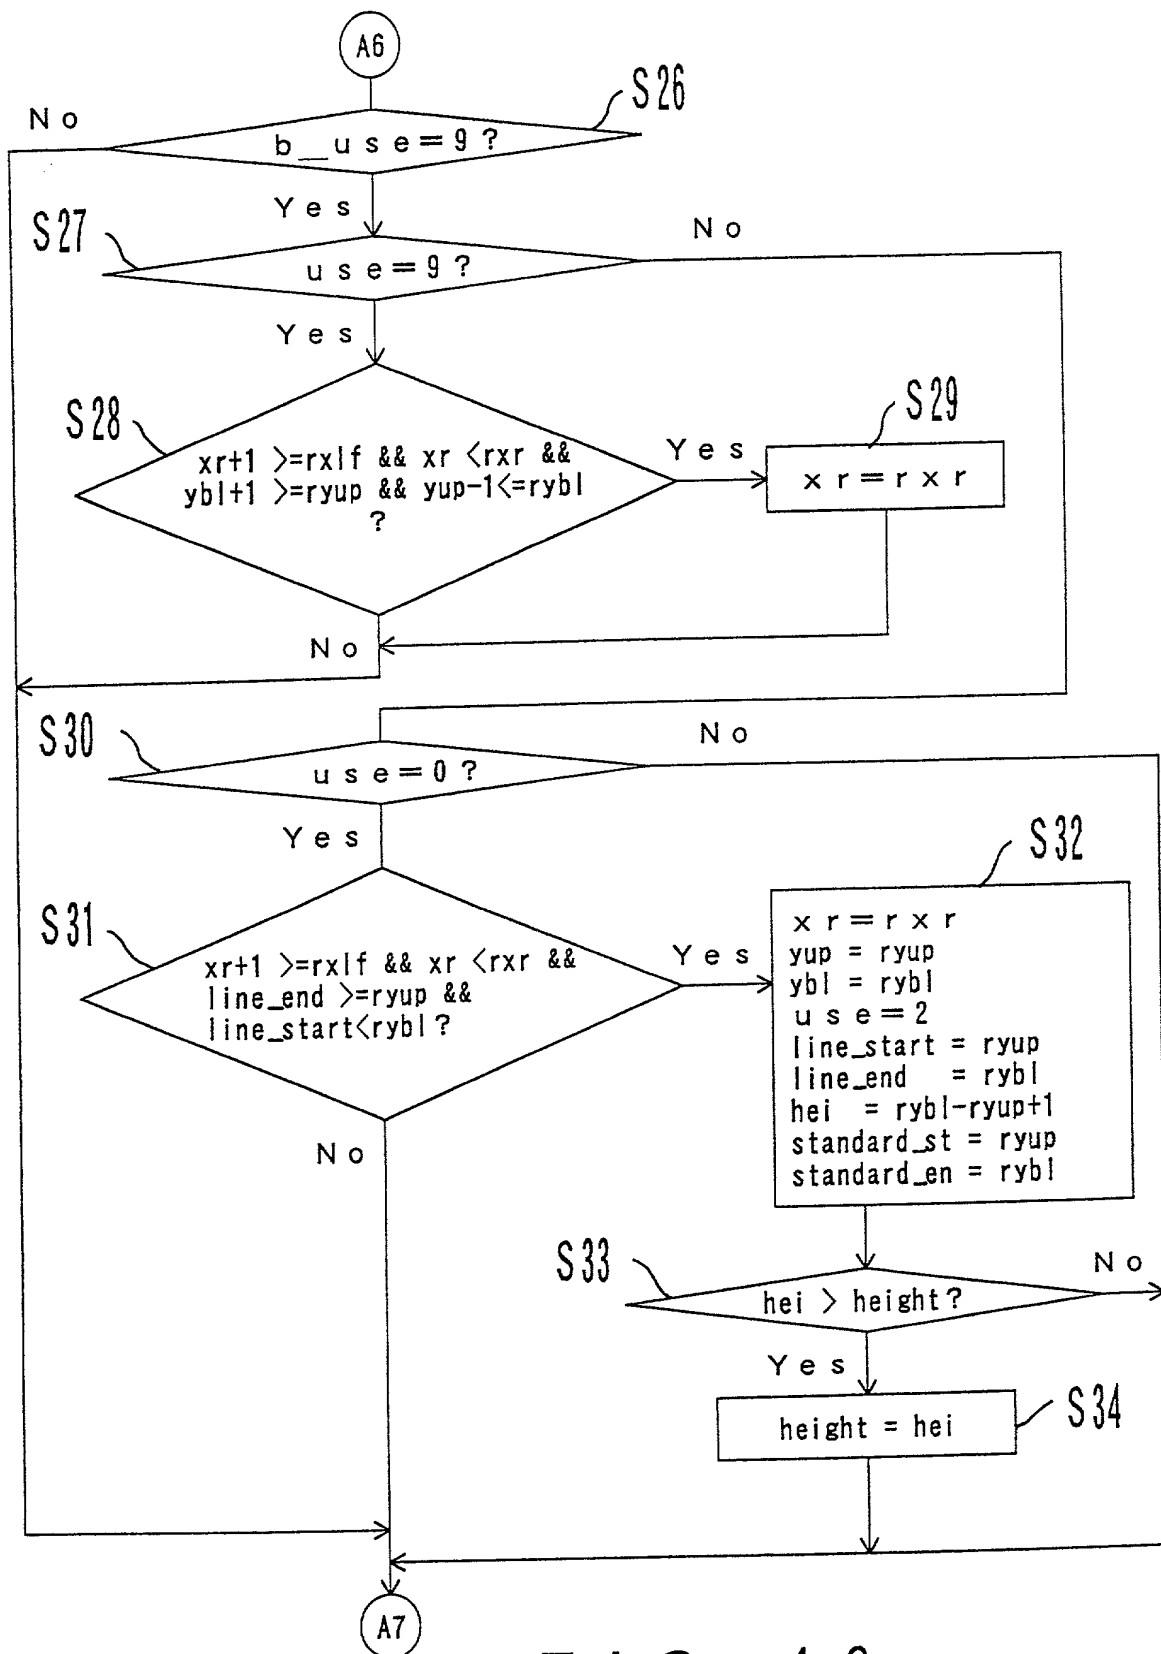 A6
S26
No
b__use=9?
Yes
S27
No
use=9?
Yes
S28
S29
xr+1 >=rxlf && xr <rxr &&
ybl+1 >=ryup && yup-1<=rybl
?
Yes
xr=rxr
No
S30
No
use=0?
Yes
S32
S31
xr+1 >=rxlf && xr <rxr &&
line_end >=ryup &&
line_start<rybl?
Yes
xr=rxr
yup = ryup
ybl = rybl
use=2
line_start = ryup
line_end = rybl
hei = rybl-ryup+1
standard_st = ryup
standard_en = rybl
No
S33
No
hei > height?
Yes
height = hei
S34
A7